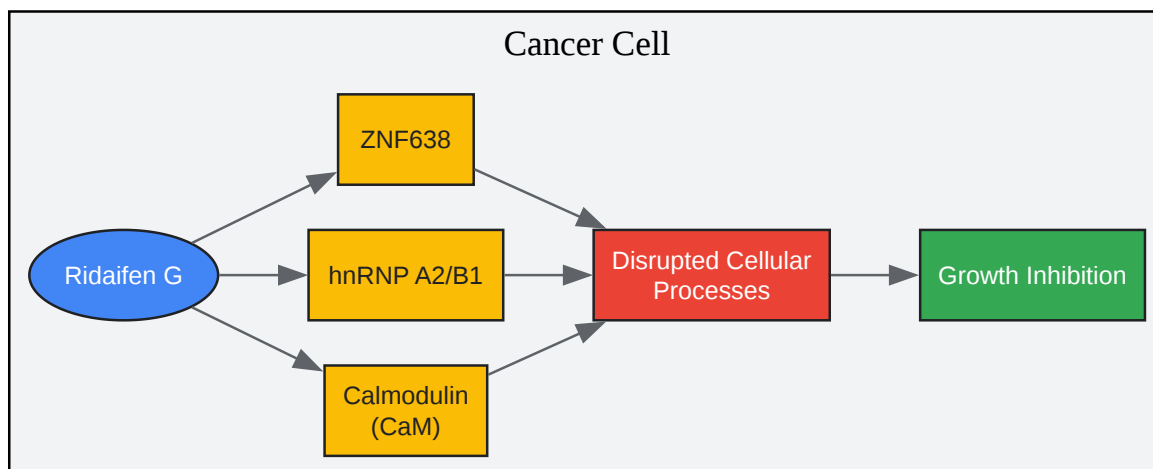 Cancer Cell
ZNF638
Ridaifen G
hnRNP A2/B1
Disrupted Cellular
Processes
Growth Inhibition
Calmodulin
(CaM)